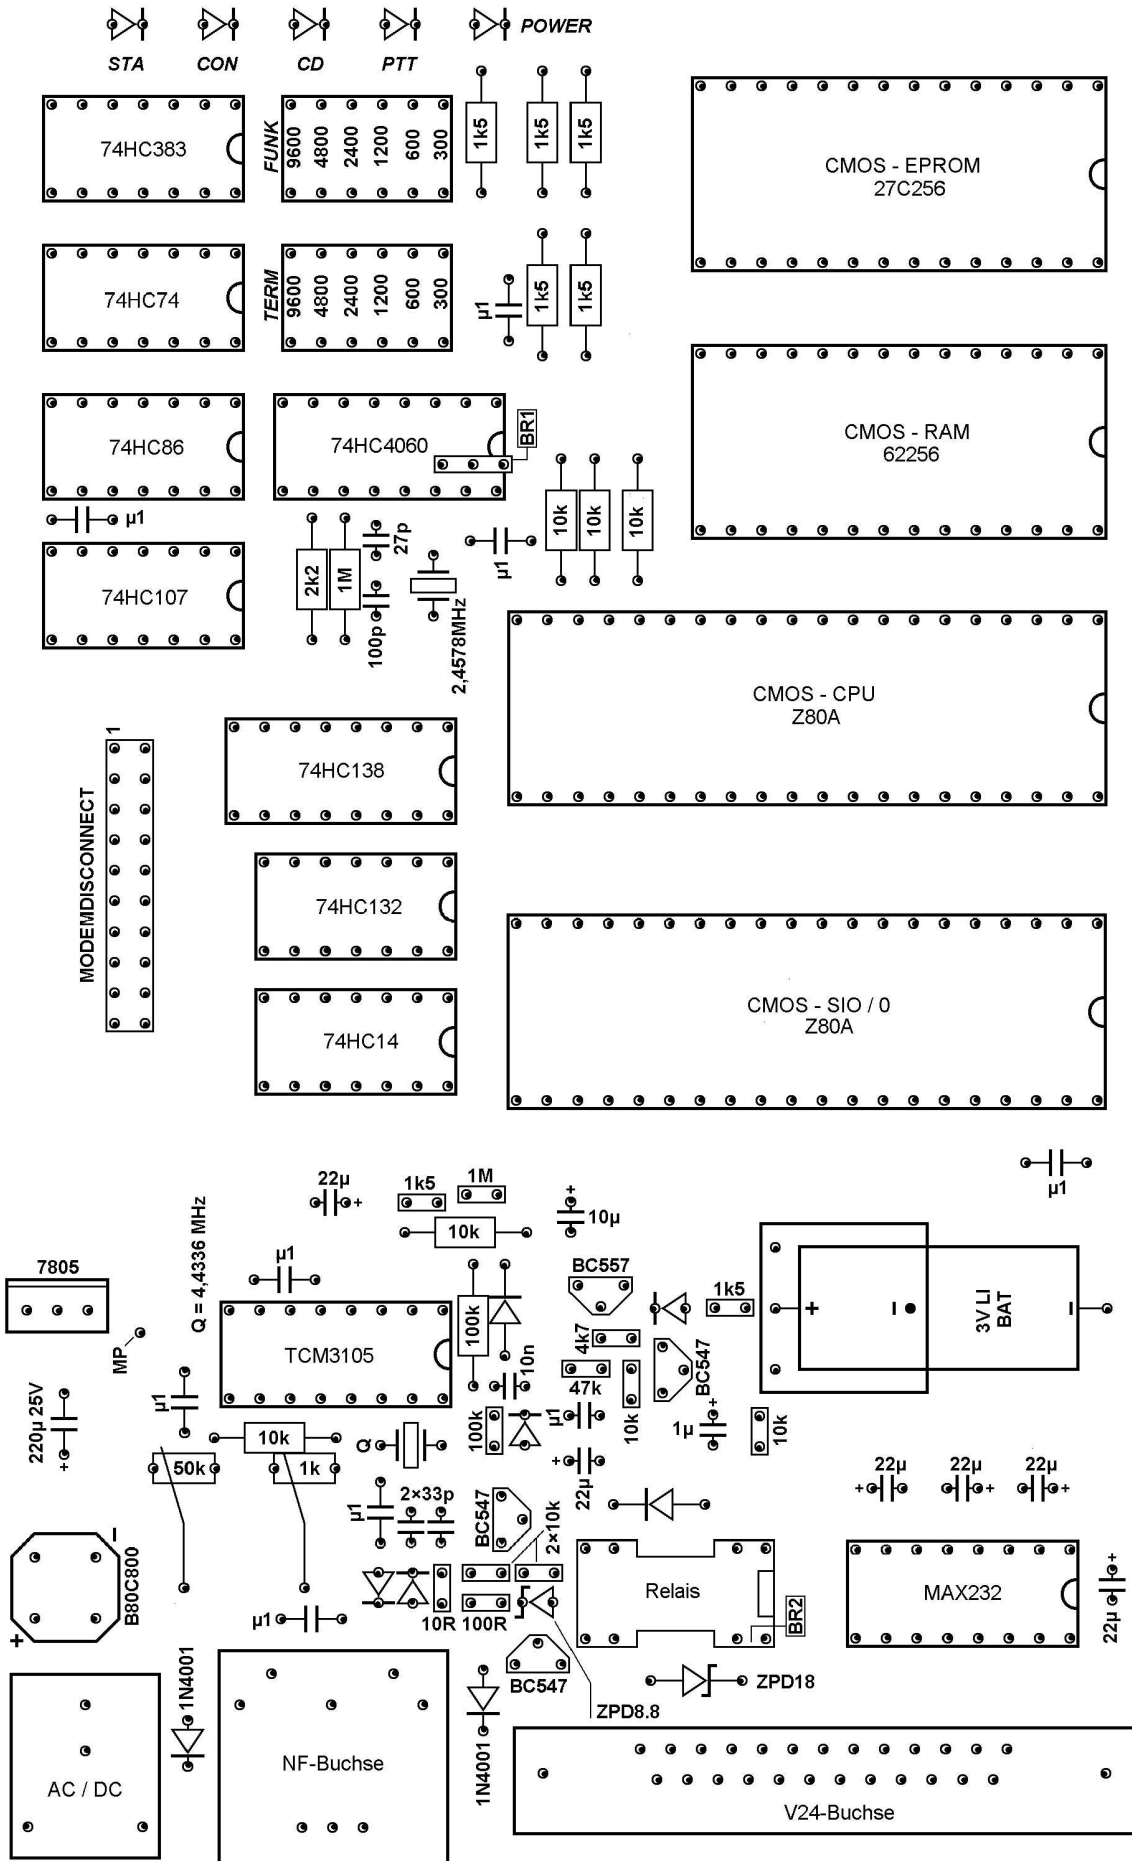 STA
CON
CD
PTT
POWER
74HC383
FUNK
9600
4800
2400
1200
600
300
1k5
1k5
1k5
CMOS - EPROM
27C256
74HC74
TERM
9600
4800
2400
1200
600
300
µ1
1k5
1k5
CMOS - RAM
62256
74HC86
74HC4060
BR1
µ1
27p
10k
10k
10k
µ1
74HC107
2k2
1M
100p
2,4578MHz
CMOS - CPU
Z80A
74HC138
1
MODEMDISCONNECT
74HC132
CMOS - SIO / 0
Z80A
74HC14
µ1
22µ
+
1k5
1M
10k
+
10µ
Q = 4,4336 MHz
7805
µ1
BC557
1k5
+
-
3V LI
BAT
-
MP
TCM3105
100k
10n
4k7
47k
BC547
220µ 25V
+
µ1
10k
50k
1k
Q
100k
µ1
10k
1µ
+
10k
+
22µ
22µ
+
22µ
+
22µ
+
µ1
2×33p
BC547
2×10k
B80C800
-
+
Relais
MAX232
+
22µ
µ1
10R
100R
BR2
BC547
ZPD18
ZPD8.8
1N4001
1N4001
AC / DC
NF-Buchse
V24-Buchse